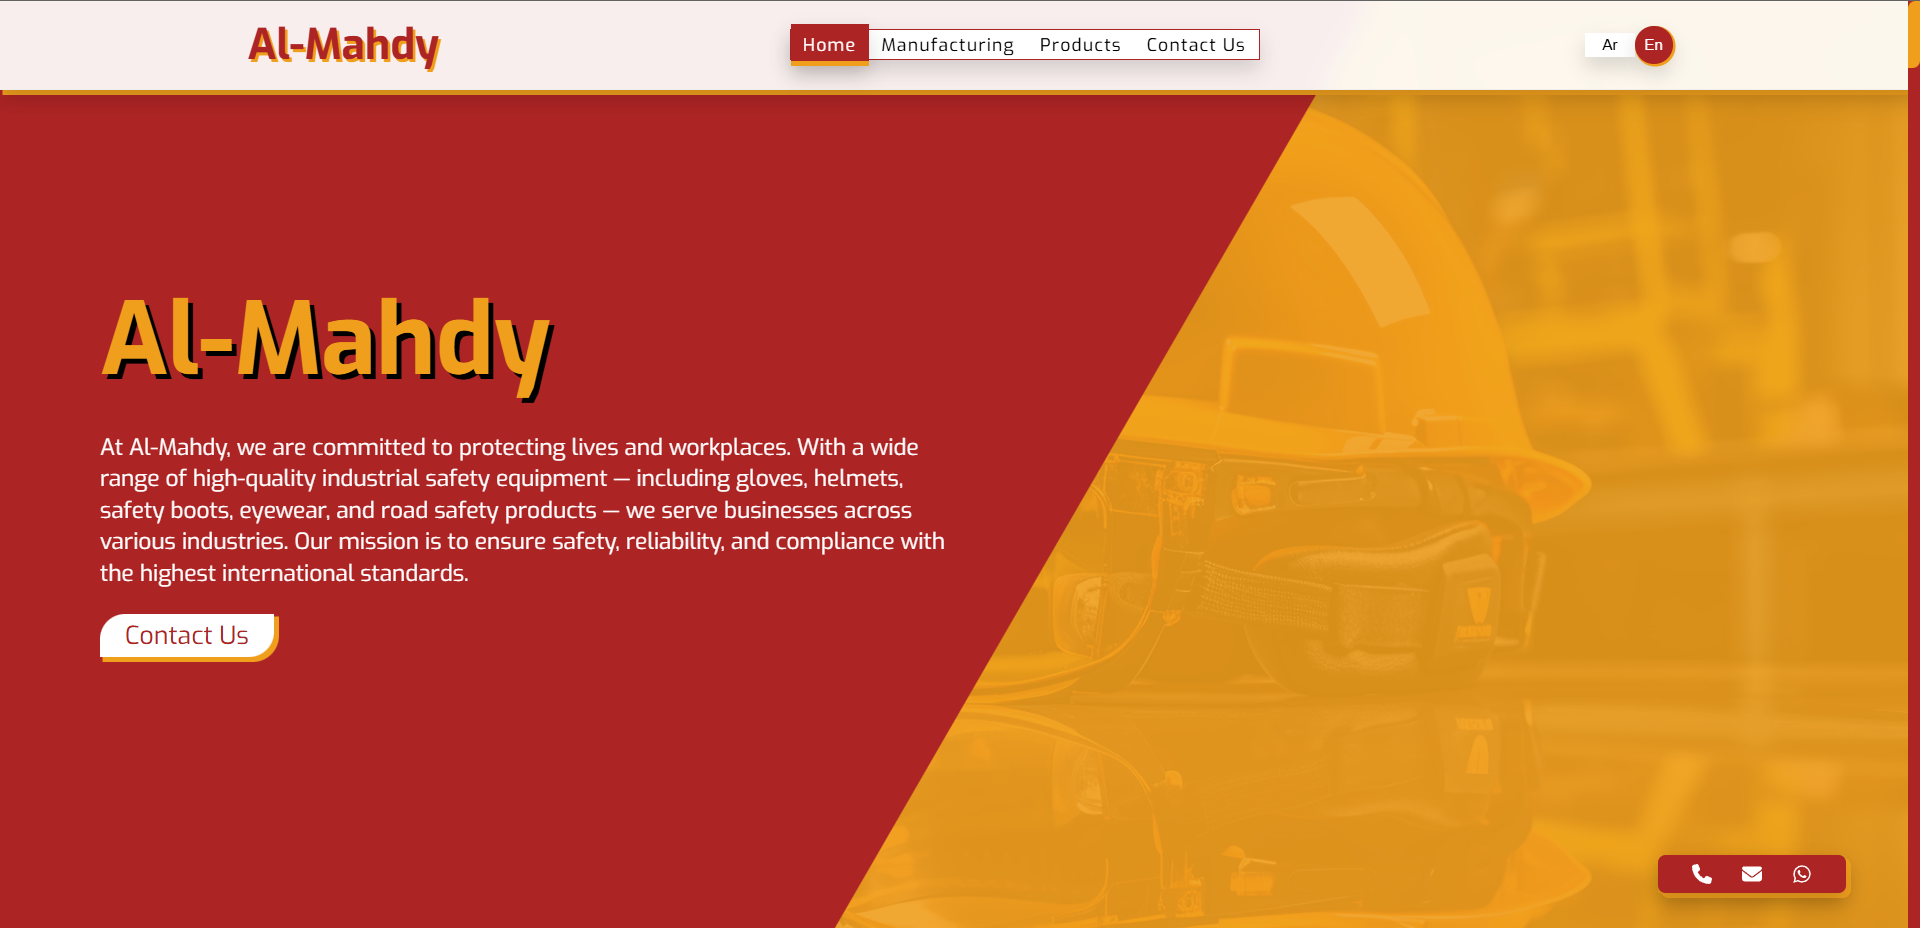 Al-Mahdy
Home Manufacturing Products Contact Us
Ar En
Al-Mahdy
At Al-Mahdy, we are committed to protecting lives and workplaces. With a wide
range of high-quality industrial safety equipment — including gloves, helmets,
safety boots, eyewear, and road safety products — we serve businesses across
various industries. Our mission is to ensure safety, reliability, and compliance with
the highest international standards.
Contact Us